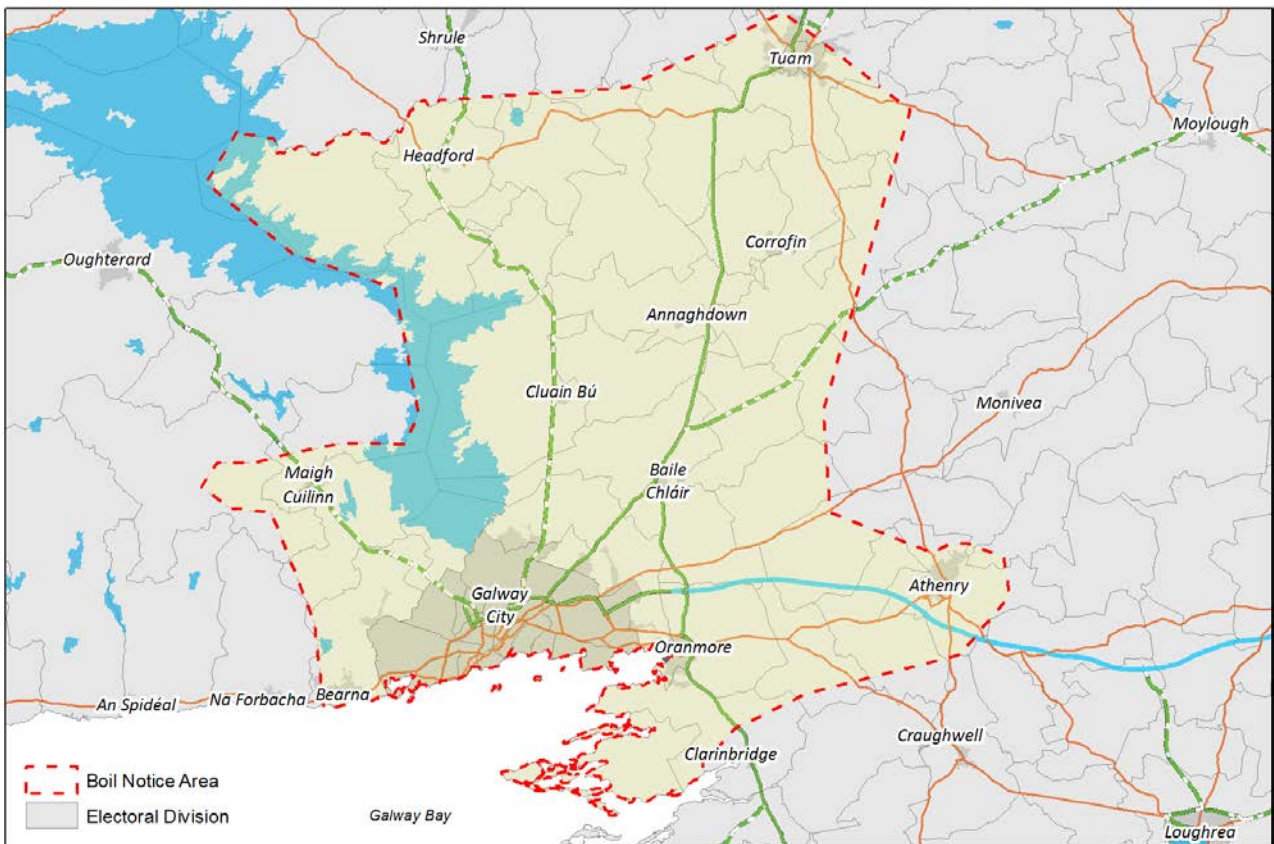 Shrule
Tuam
Moylough
Headford
Corrofin
Oughterard
Annaghdown
Cluain Bú
Monivea
Maigh
Cuilinn
Baile
Chláir
Galway
City
Athenry
Oranmore
An Spidéal
Na Forbacha
Bearna
Craughwell
Clarinbridge
Boil Notice Area
Electoral Division
Galway Bay
Loughrea